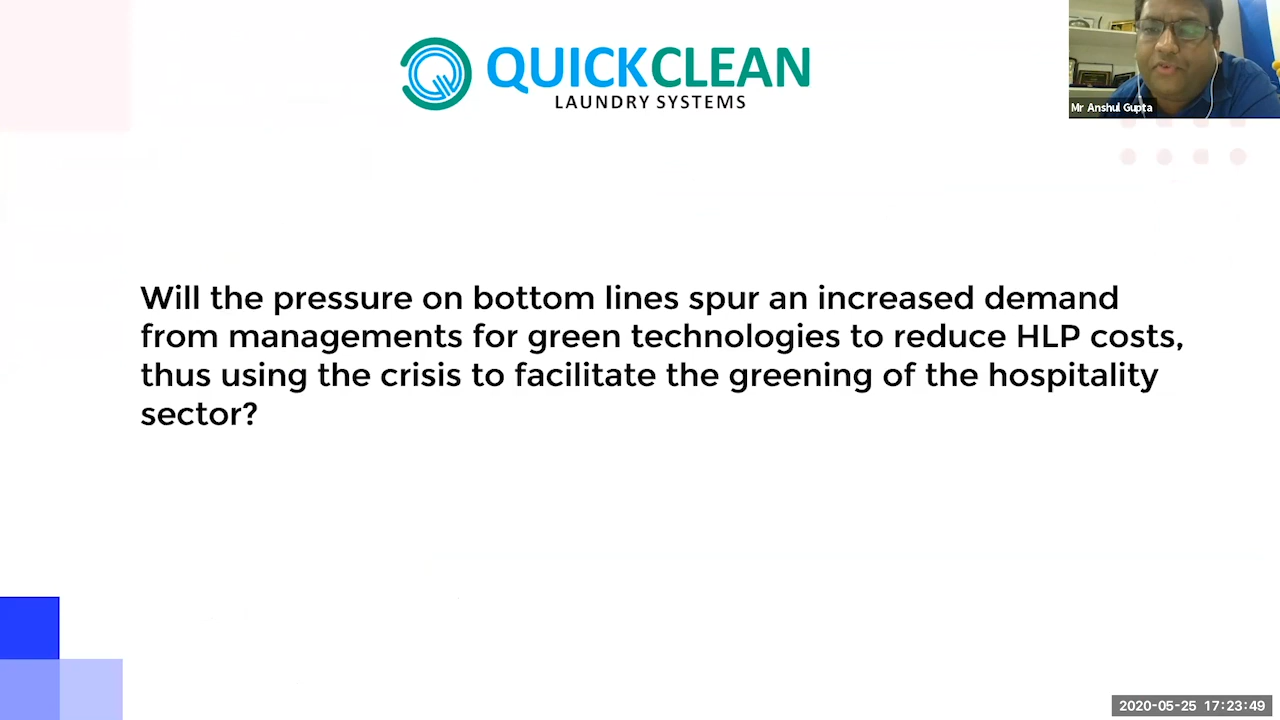 QUICKCLEAN
LAUNDRY SYSTEMS
Mr Anshul Gupta
Will the pressure on bottom lines spur an increased demand
from managements for green technologies to reduce HLP costs,
thus using the crisis to facilitate the greening of the hospitality
sector?
2020-05-25 17:23:49